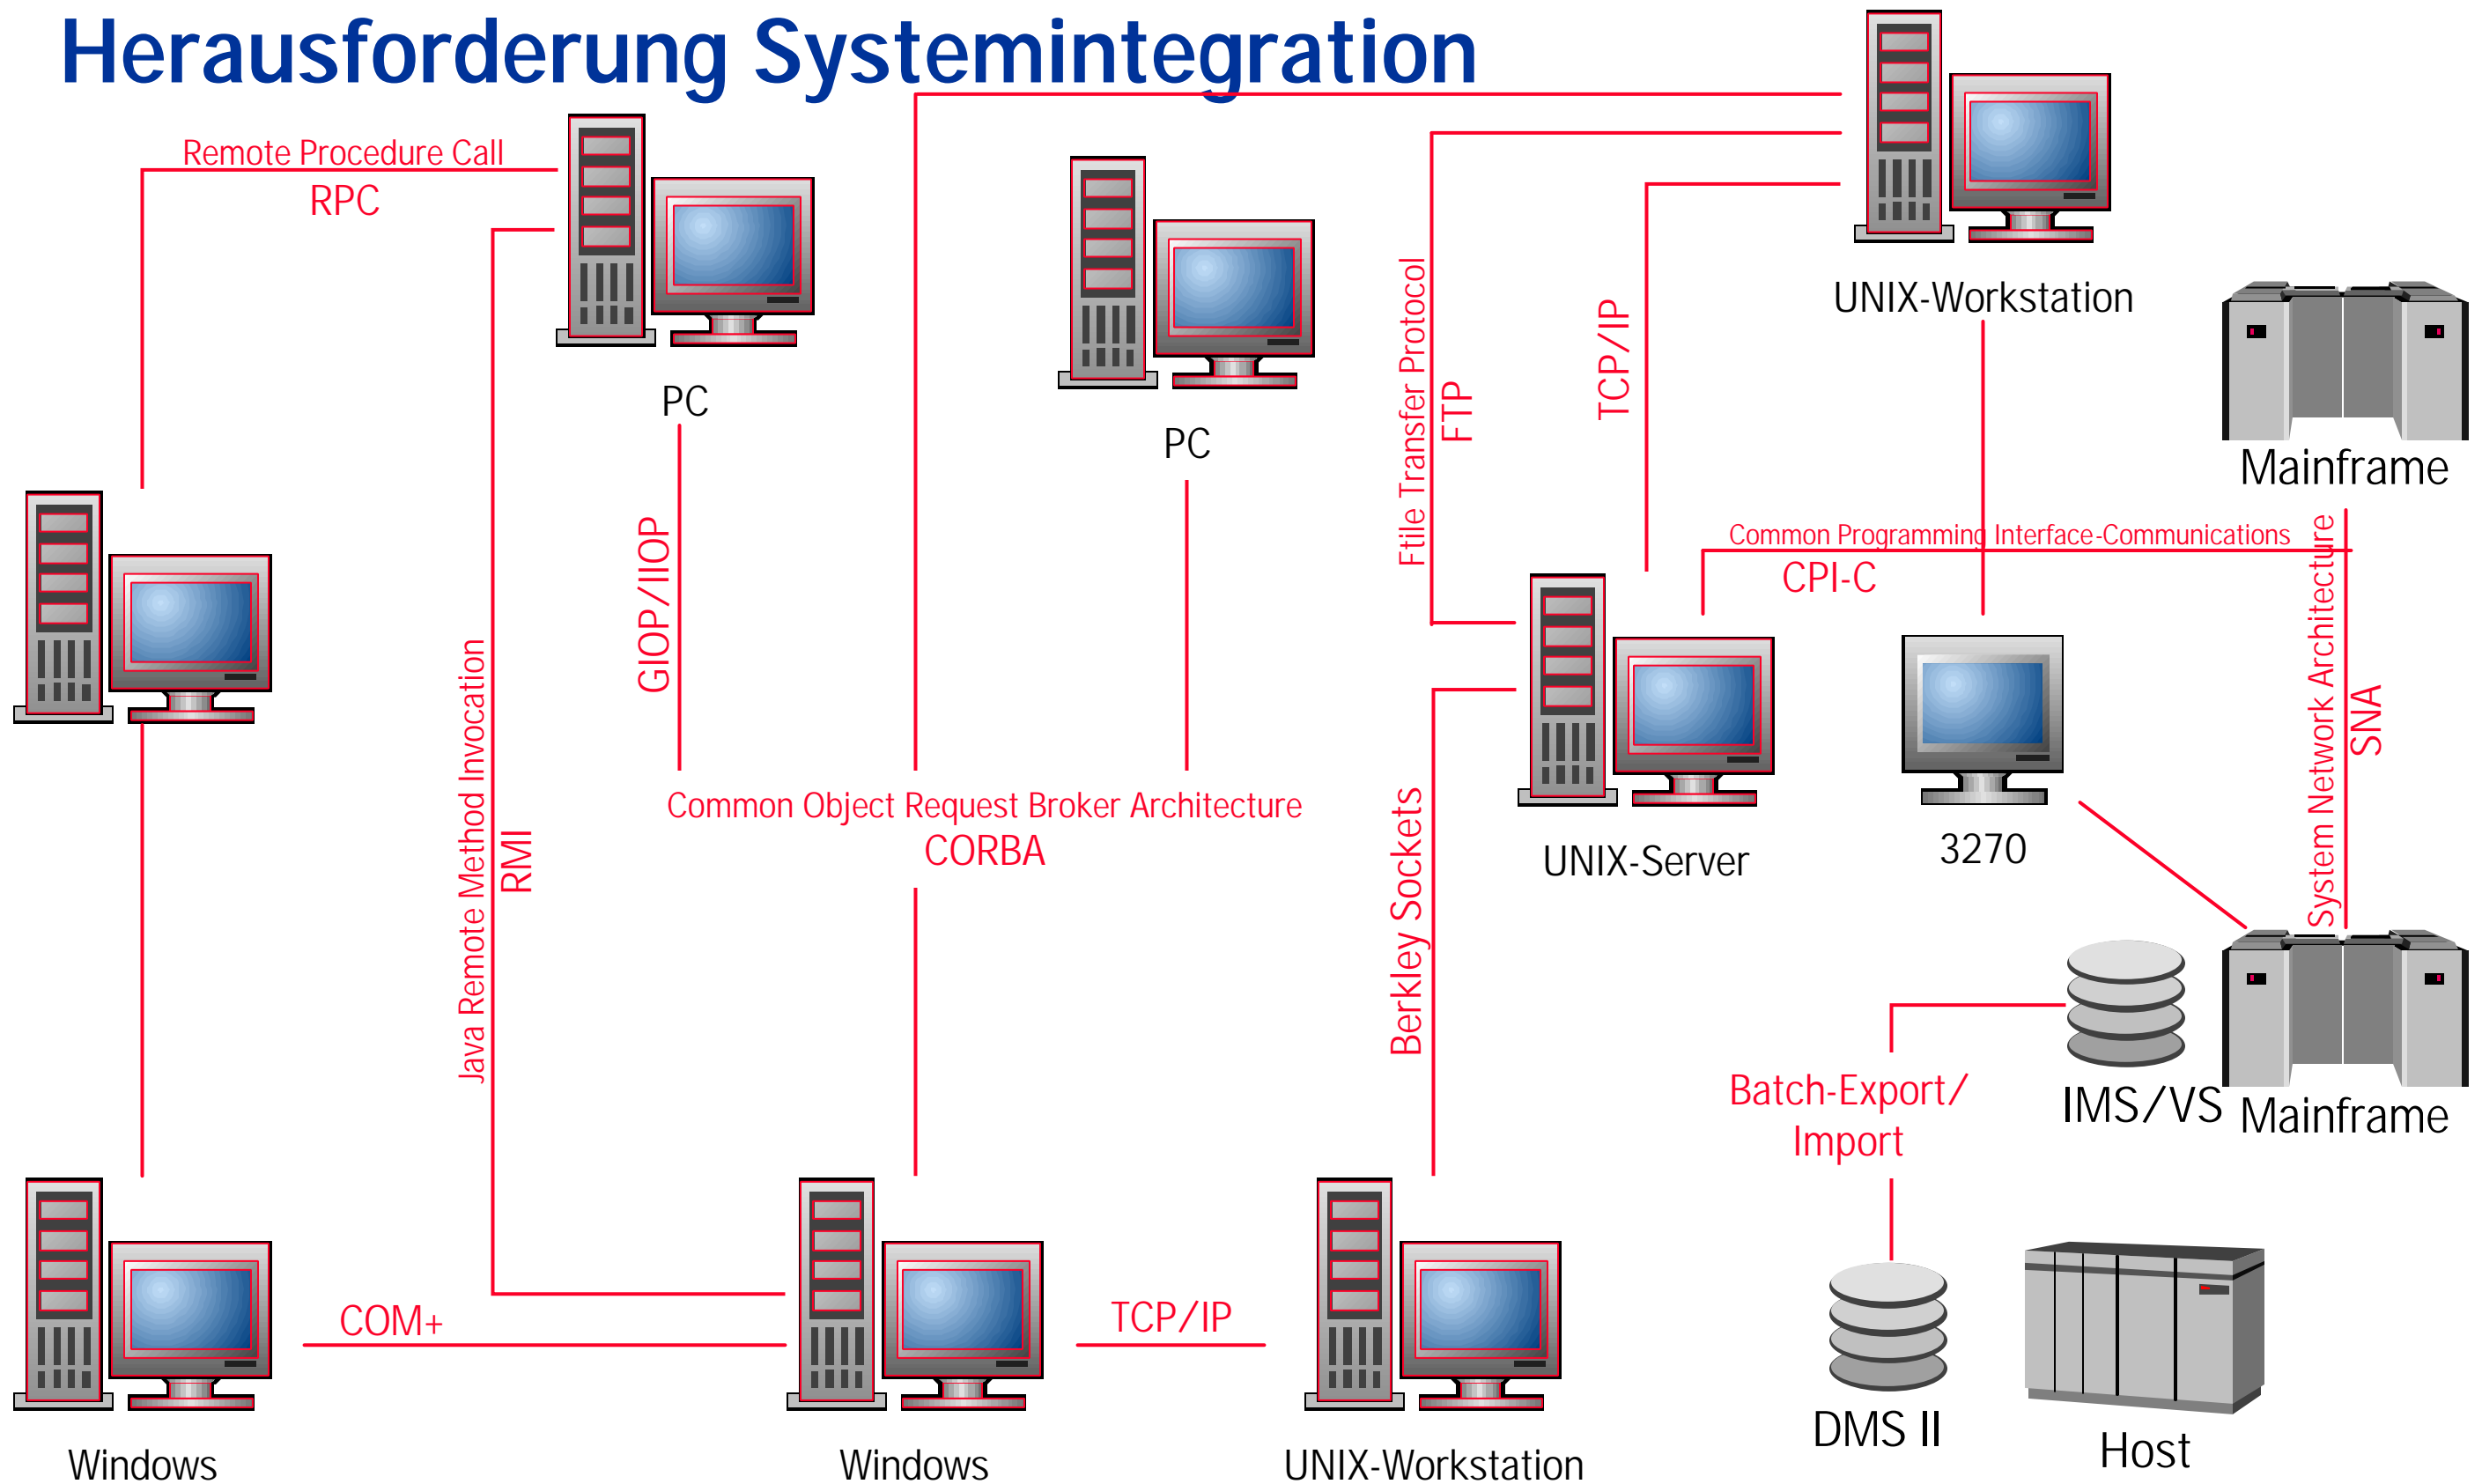 Herausforderung Systemintegration
Remote Procedure Call
RPC
PC
PC
UNIX-Workstation
Mainframe
Ftile Transfer Protocol
FTP
TCP/IP
Common Programming Interface-Communications
CPI-C
System Network Architecture
SNA
GIOP/IIOP
Java Remote Method Invocation
RMI
Common Object Request Broker Architecture
CORBA
Berkley Sockets
UNIX-Server
3270
Batch-Export/
Import
IMS/VS
Mainframe
COM+
TCP/IP
DMS II
Host
Windows
Windows
UNIX-Workstation